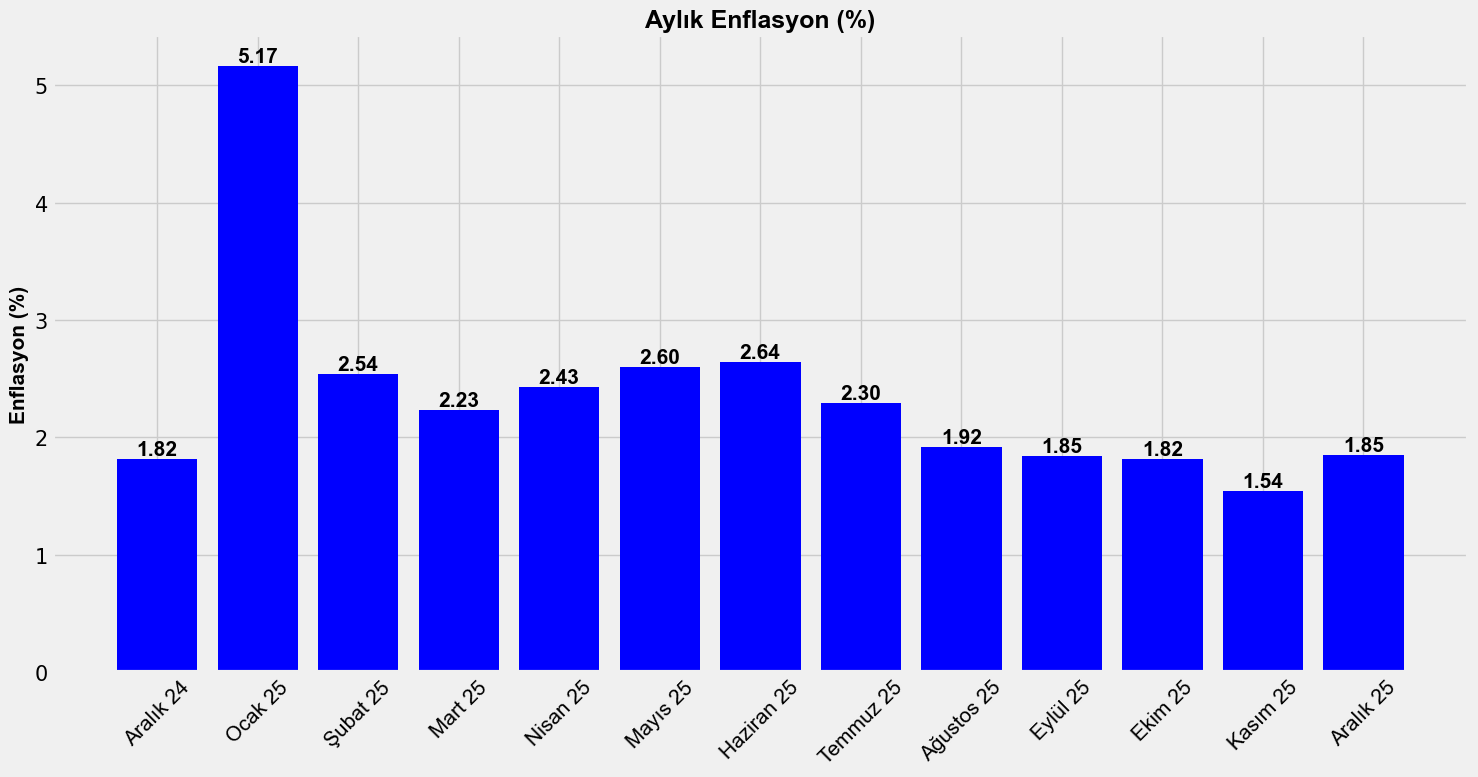 Aylık Enflasyon (%)
Enflasyon (%)
5
4
3
2
1
0
1.82
5.17
2.54
2.23
2.43
2.60
2.64
2.30
1.92
1.85
1.82
1.54
1.85
Aralık 24
Ocak 25
Şubat 25
Mart 25
Nisan 25
Mayıs 25
Haziran 25
Temmuz 25
Ağustos 25
Eylül 25
Ekim 25
Kasım 25
Aralık 25